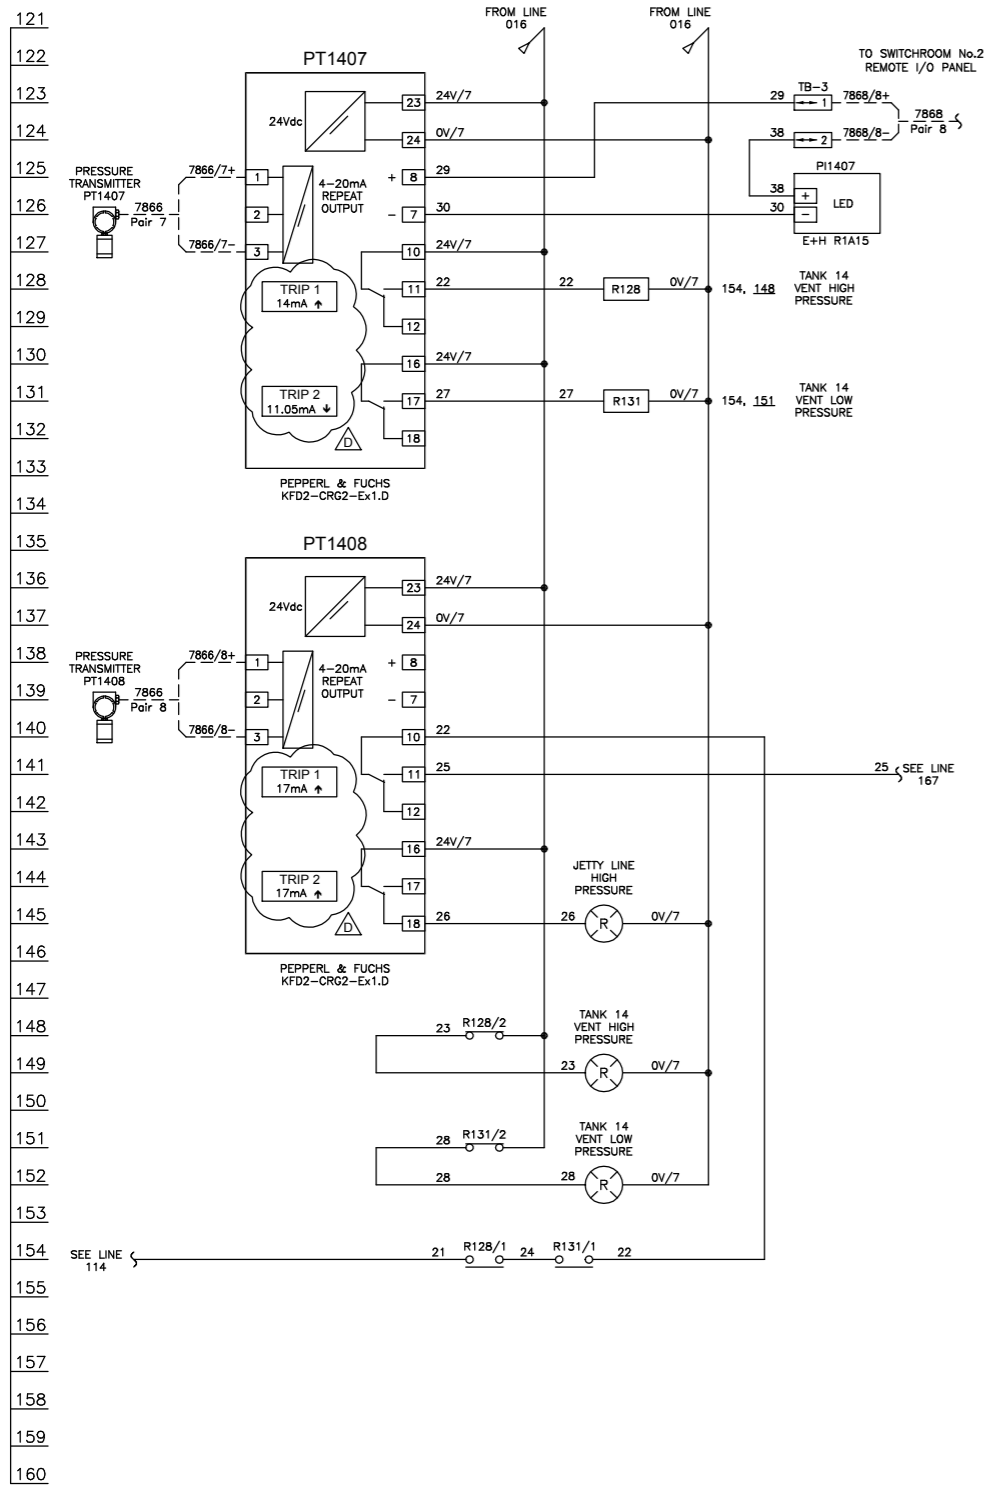 FROM LINE
016
FROM LINE
016
121
122
PT1407
TO SWITCHROOM No.2
REMOTE I/O PANEL
123
24Vdc
23
24V/7
29
TB-3
1
7868/8+
7868
Pair 8
124
24
0V/7
38
2
7868/8-
125
PRESSURE
TRANSMITTER
PT1407
7866/7+
1
4-20mA
REPEAT
OUTPUT
+
8
29
PI1407
38
+
LED
126
7866
Pair 7
2
-
7
30
30
-
E+H R1A15
127
7866/7-
3
10
24V/7
128
TRIP 1
14mA ↑
11
22
22
R128
0V/7
154, 148
TANK 14
VENT HIGH
PRESSURE
129
12
130
16
24V/7
131
TRIP 2
11.05mA ↓
17
27
27
R131
0V/7
154, 151
TANK 14
VENT LOW
PRESSURE
132
D
18
133
PEPPERL & FUCHS
KFD2-CRG2-Ex1.D
134
135
PT1408
136
24Vdc
23
24V/7
137
24
0V/7
138
PRESSURE
TRANSMITTER
PT1408
7866/8+
1
4-20mA
REPEAT
OUTPUT
+
8
139
7866
Pair 8
2
-
7
140
7866/8-
3
10
22
141
TRIP 1
17mA ↑
11
25
25
SEE LINE
167
142
12
143
16
24V/7
144
TRIP 2
17mA ↑
17
JETTY LINE
HIGH
PRESSURE
145
D
18
26
26
R
0V/7
146
PEPPERL & FUCHS
KFD2-CRG2-Ex1.D
147
148
23
R128/2
TANK 14
VENT HIGH
PRESSURE
149
23
R
0V/7
150
151
28
R131/2
TANK 14
VENT LOW
PRESSURE
152
28
28
R
0V/7
153
154
SEE LINE
114
21
R128/1
24
R131/1
22
155
156
157
158
159
160